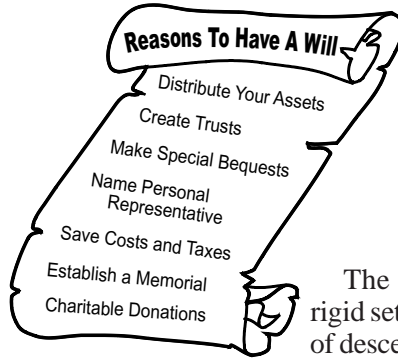 Reasons To Have A Will
Distribute Your Assets
Create Trusts
Make Special Bequests
Name Personal
Representative
Save Costs and Taxes
Establish a Memorial
Charitable Donations
The
rigid set
of desce